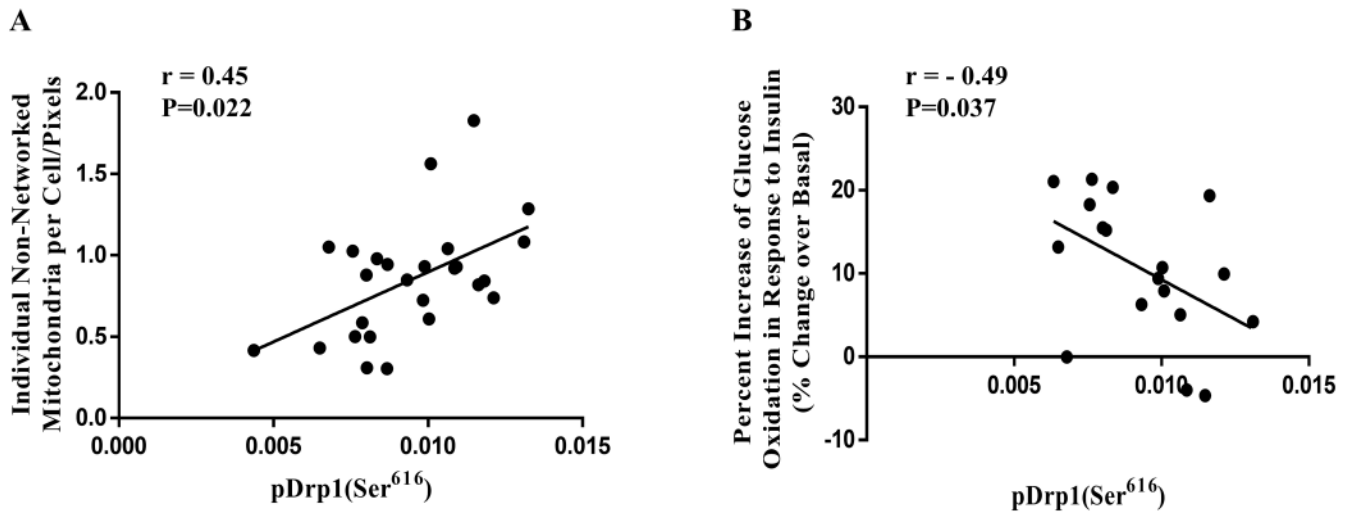 A
r = 0.45
P=0.022
Individual Non-Networked
Mitochondria per Cell/Pixels
2.0
1.5
1.0
0.5
0.0
0.000
0.005
0.010
0.015
pDrp1(Ser616)
B
r = - 0.49
P=0.037
Percent Increase of Glucose
Oxidation in Response to Insulin
(% Change over Basal)
30
20
10
0
-10
0.005
0.010
0.015
pDrp1(Ser616)